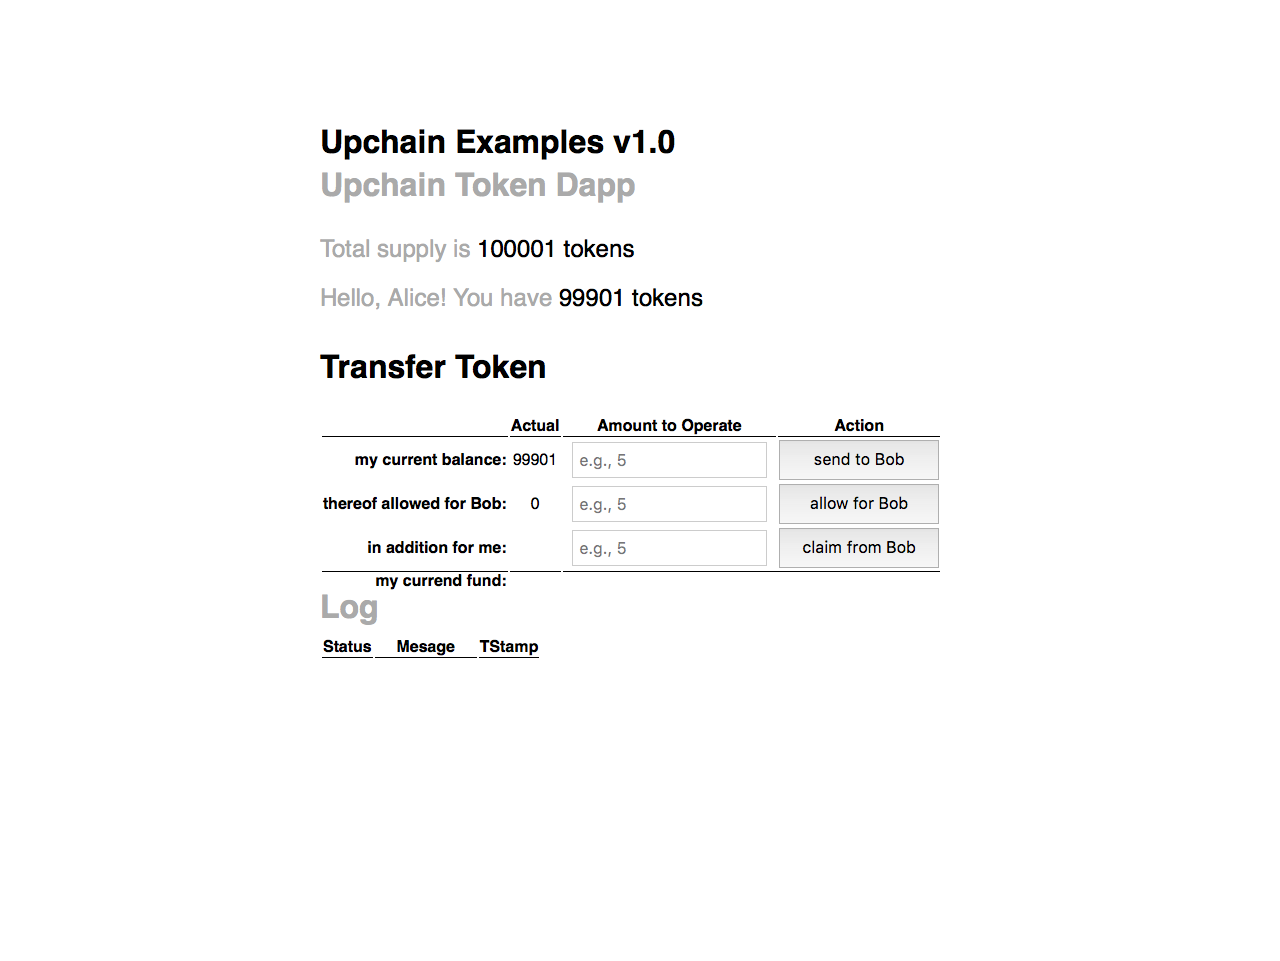 Upchain Examples v1.0
Upchain Token Dapp
Total supply is 100001 tokens
Hello, Alice! You have 99901 tokens
Transfer Token
Actual Amount to Operate Action
my current balance: 99901 e.g., 5 send to Bob
thereof allowed for Bob: 0 e.g., 5 allow for Bob
in addition for me: e.g., 5 claim from Bob
my currend fund:
Log
Status Mesage TStamp